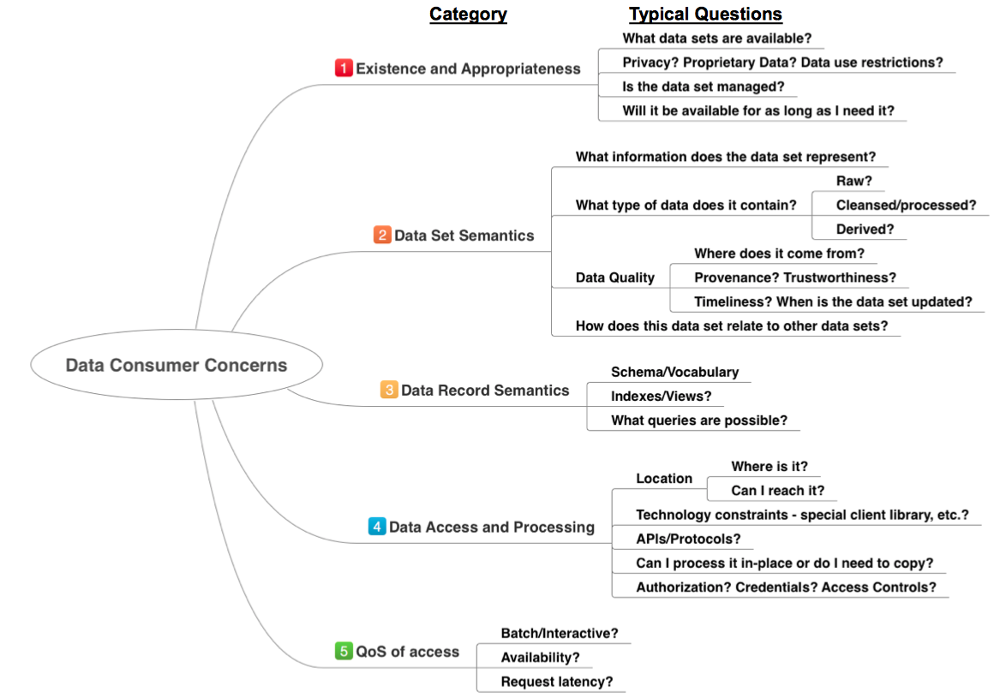 Category
Typical Questions
Data Consumer Concerns
1 Existence and Appropriateness
What data sets are available?
Privacy? Proprietary Data? Data use restrictions?
Is the data set managed?
Will it be available for as long as I need it?
2 Data Set Semantics
What information does the data set represent?
What type of data does it contain?
Raw?
Cleansed/processed?
Derived?
Data Quality
Where does it come from?
Provenance? Trustworthiness?
Timeliness? When is the data set updated?
How does this data set relate to other data sets?
3 Data Record Semantics
Schema/Vocabulary
Indexes/Views?
What queries are possible?
4 Data Access and Processing
Location
Where is it?
Can I reach it?
Technology constraints - special client library, etc.?
APIs/Protocols?
Can I process it in-place or do I need to copy?
Authorization? Credentials? Access Controls?
5 QoS of access
Batch/Interactive?
Availability?
Request latency?